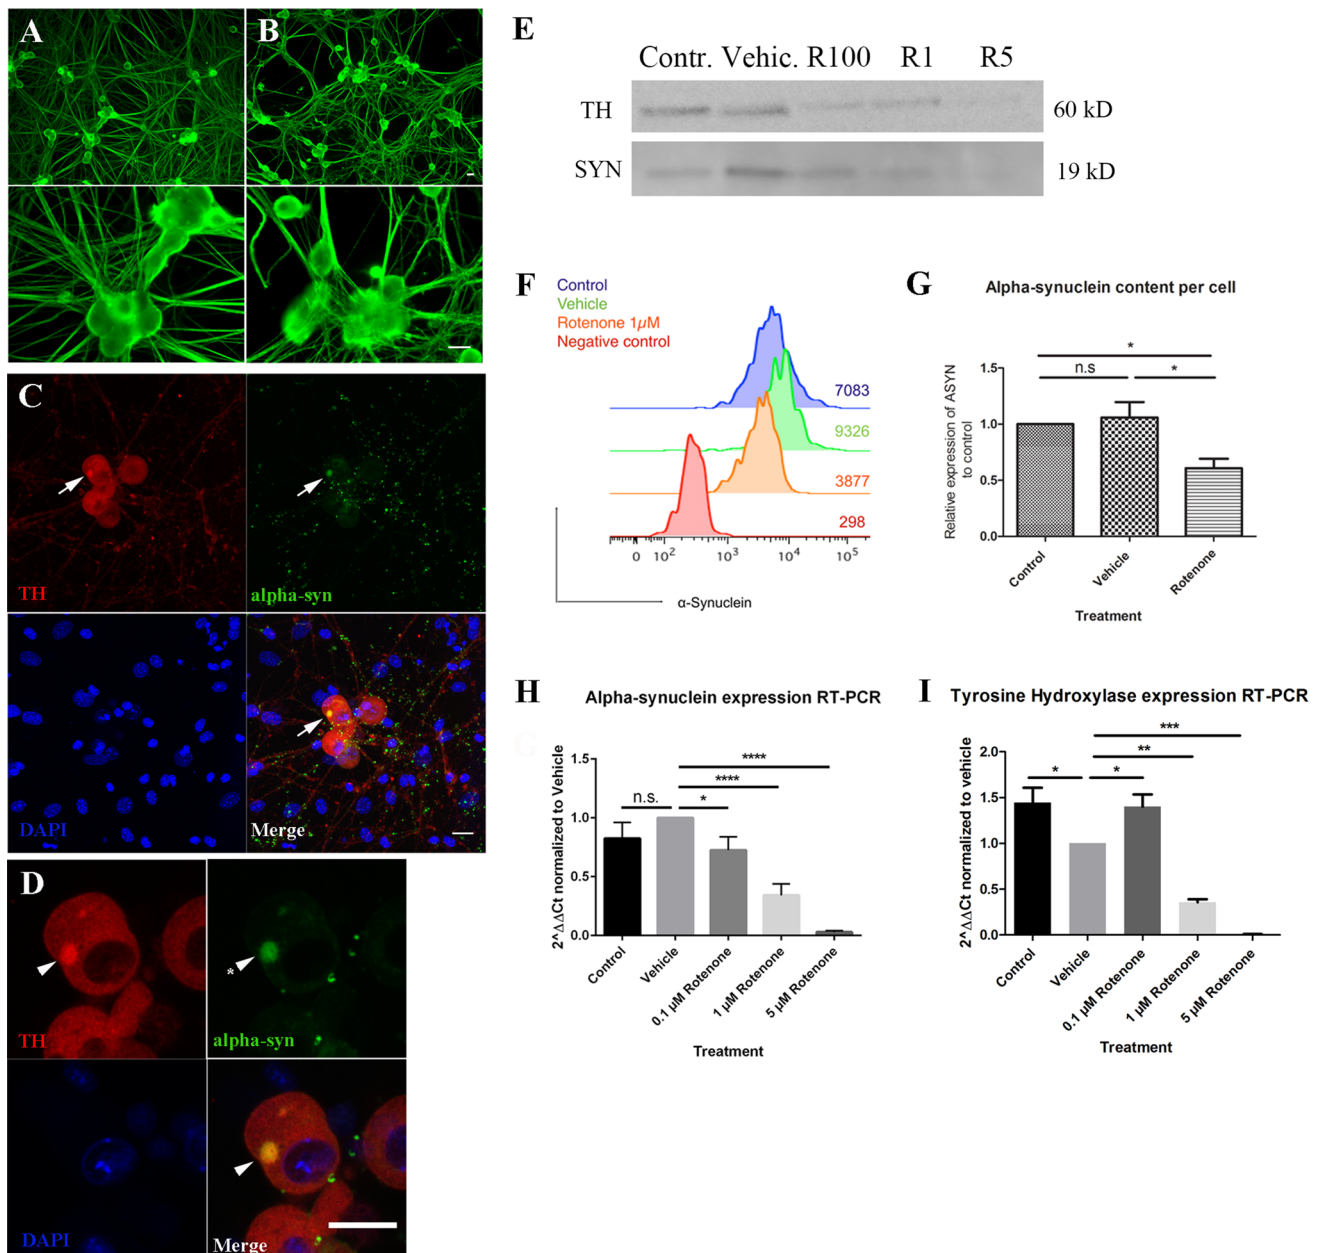 A
B
C
TH
alpha-syn
DAPI
Merge
D
TH
alpha-syn
*
DAPI
Merge
E
Contr. Vehic. R100 R1 R5
TH
60 kD
SYN
19 kD
F
Control
Vehicle
Rotenone 1μM
Negative control
7083
9326
3877
298
0 10² 10³ 10⁴ 10⁵
α-Synuclein
G
Alpha-synuclein content per cell
Relative expression of ASYN
to control
1.5
1.0
0.5
0.0
*
n.s
*
Control
Vehicle
Rotenone
Treatment
G
H
Alpha-synuclein expression RT-PCR
2^ΔΔCt normalized to Vehicle
1.5
1.0
0.5
0.0
****
****
n.s.
*
Control
Vehicle
0.1 μM Rotenone
1 μM Rotenone
5 μM Rotenone
Treatment
I
Tyrosine Hydroxylase expression RT-PCR
2^ΔΔCt normalized to vehicle
2.0
1.5
1.0
0.5
0.0
***
**
*
*
Control
Vehicle
0.1 μM Rotenone
1 μM Rotenone
5 μM Rotenone
Treatment